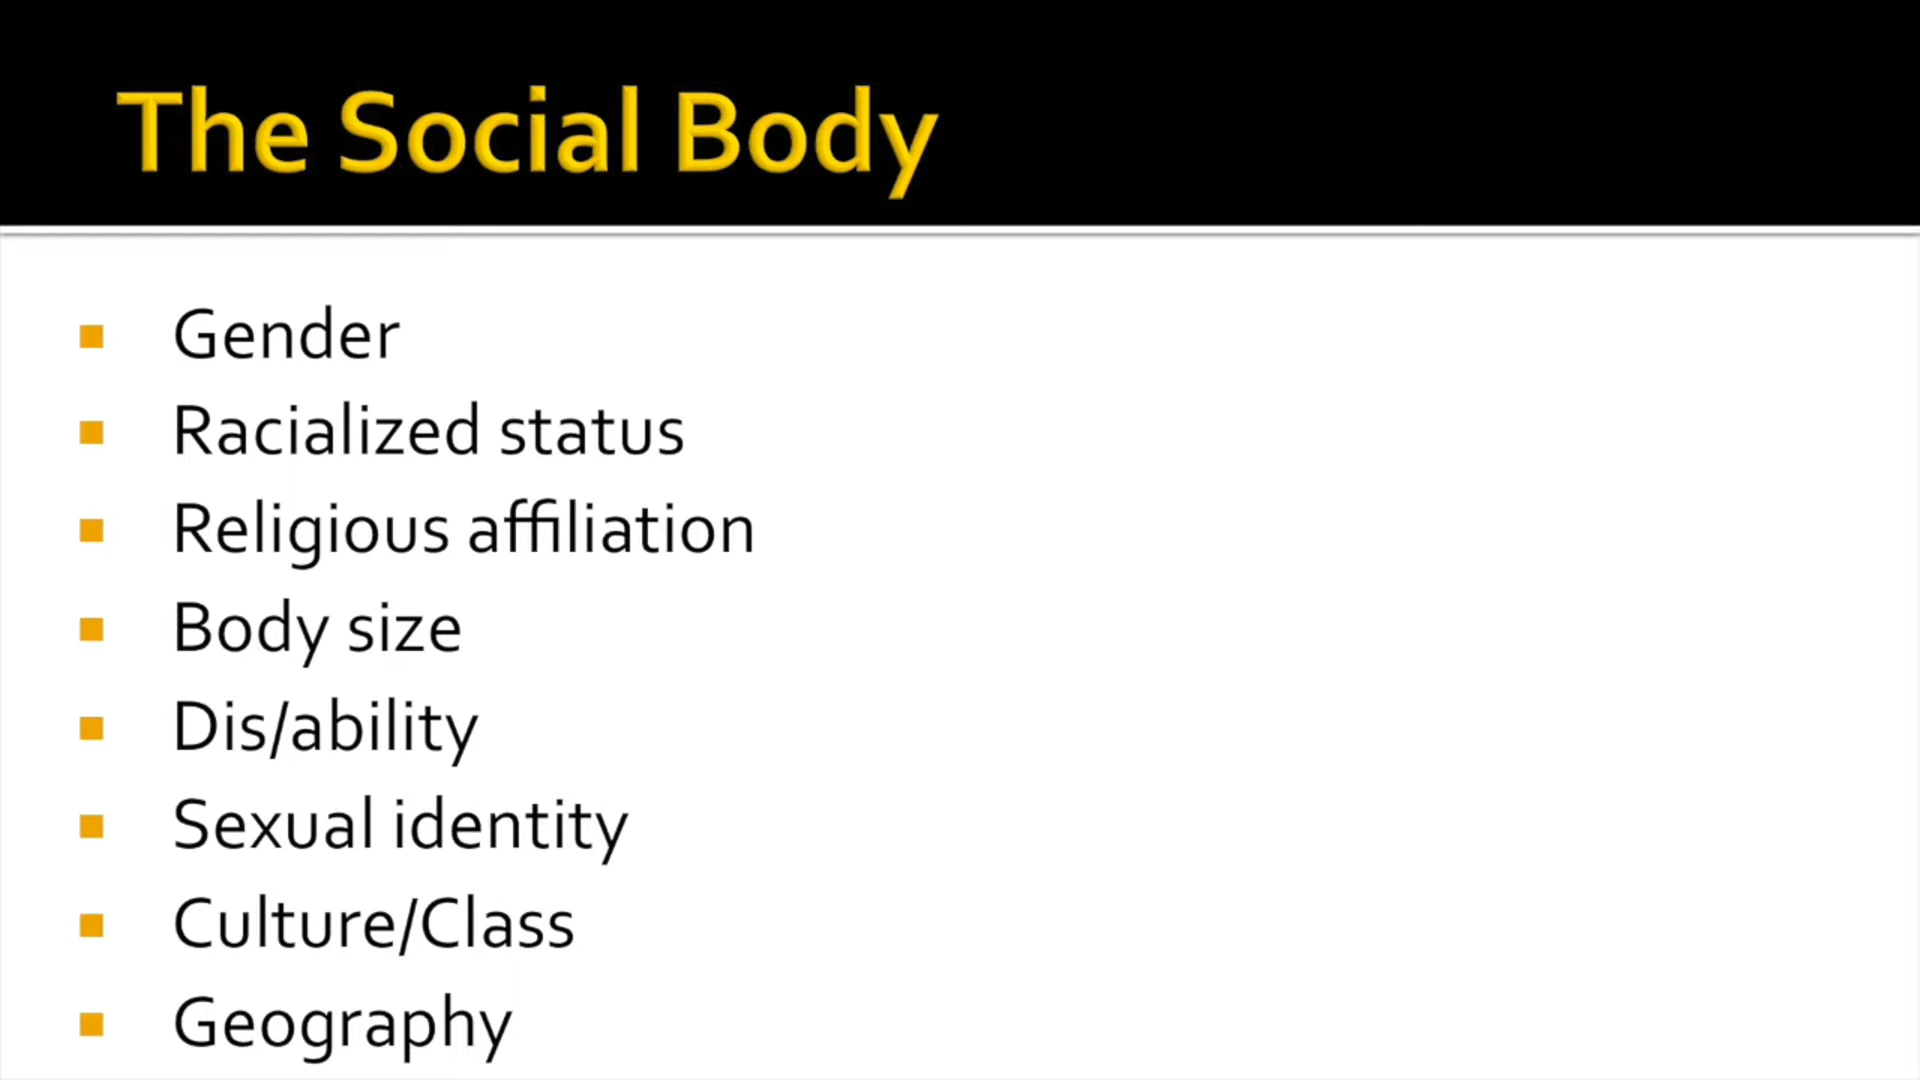 The Social Body
Gender
Racialized status
Religious affiliation
Body size
Dis/ability
Sexual identity
Culture/Class
Geography